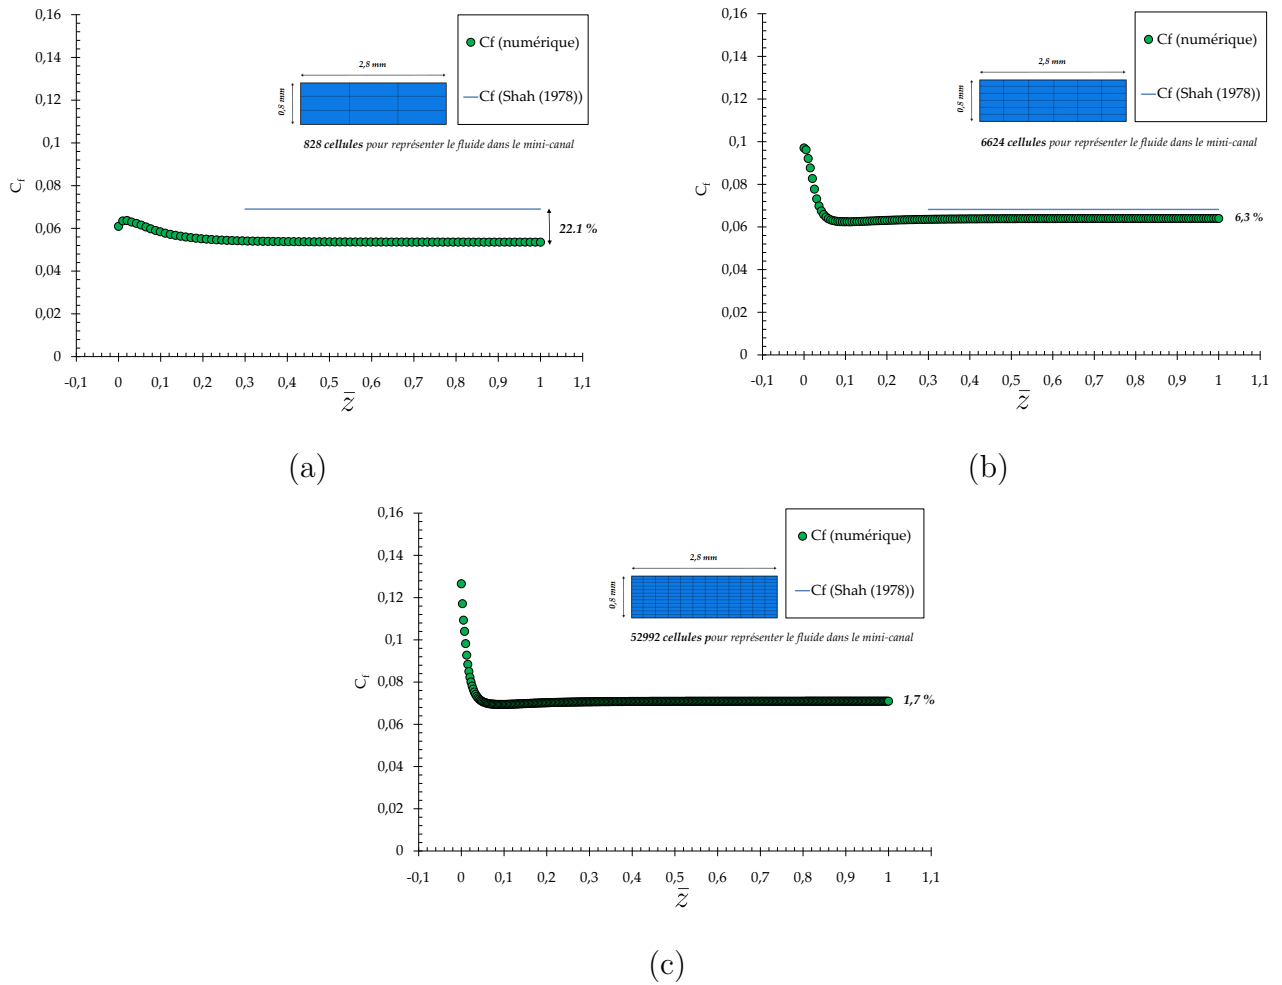 0,16
0,14
0,12
0,1
0,08
0,06
0,04
0,02
0
Cf
-0,1 0 0,1 0,2 0,3 0,4 0,5 0,6 0,7 0,8 0,9 1 1,1
z̅
Cf (numérique)
Cf (Shah (1978))
2,8 mm
0,8 mm
828 cellules pour représenter le fluide dans le mini-canal
22.1 %
(a)
0,16
0,14
0,12
0,1
0,08
0,06
0,04
0,02
0
Cf
-0,1 0 0,1 0,2 0,3 0,4 0,5 0,6 0,7 0,8 0,9 1 1,1
z̅
Cf (numérique)
Cf (Shah (1978))
2,8 mm
0,8 mm
6624 cellules pour représenter le fluide dans le mini-canal
6,3 %
(b)
0,16
0,14
0,12
0,1
0,08
0,06
0,04
0,02
0
Cf
-0,1 0 0,1 0,2 0,3 0,4 0,5 0,6 0,7 0,8 0,9 1 1,1
z̅
Cf (numérique)
Cf (Shah (1978))
2,8 mm
0,8 mm
52992 cellules pour représenter le fluide dans le mini-canal
1,7 %
(c)